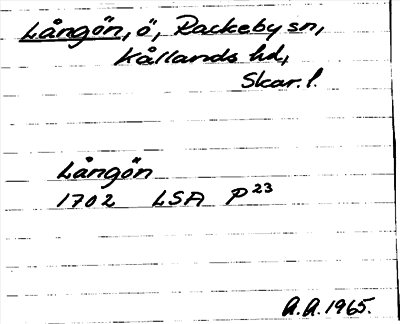 Långön, ö, Rackeby sn,
Kållands hd,
Skar. l.
Långön
1702 LSA P23
A.A. 1965.